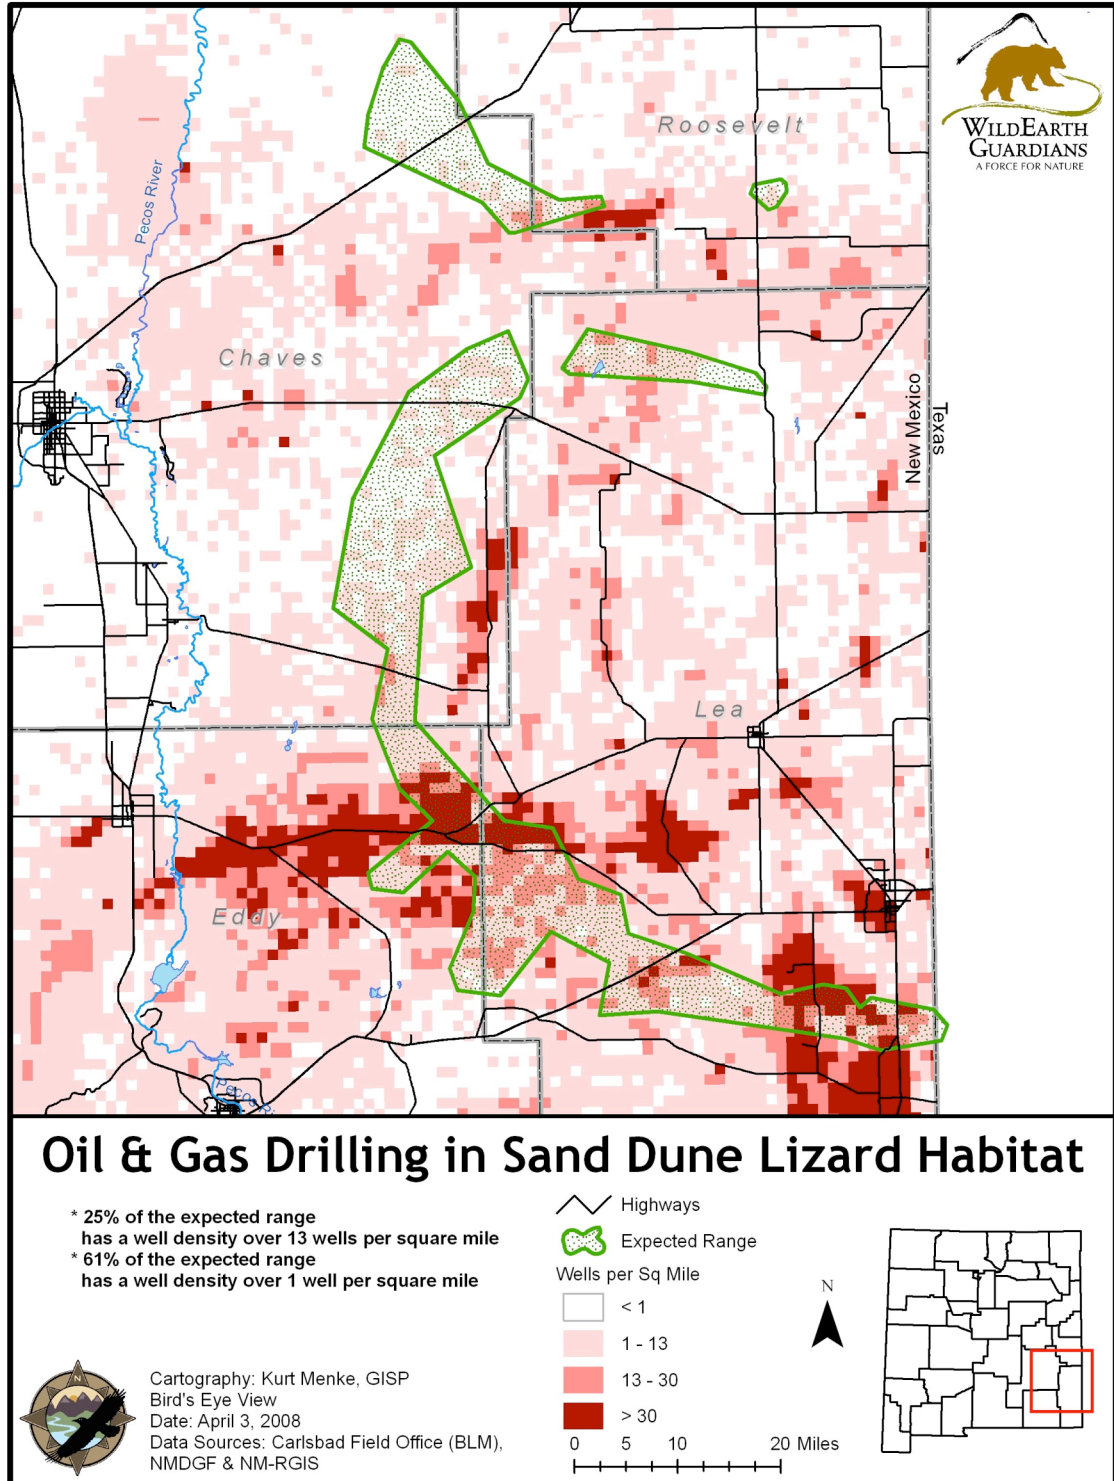 WILDEARTH
GUARDIANS
A FORCE FOR NATURE
Roosevelt
Pecos River
Chaves
New Mexico
Texas
Lea
Eddy
Pecos Ri
Oil & Gas Drilling in Sand Dune Lizard Habitat
* 25% of the expected range
has a well density over 13 wells per square mile
* 61% of the expected range
has a well density over 1 well per square mile
Highways
Expected Range
Wells per Sq Mile
< 1
1 - 13
13 - 30
> 30
0 5 10 20 Miles
N
N
Cartography: Kurt Menke, GISP
Bird's Eye View
Date: April 3, 2008
Data Sources: Carlsbad Field Office (BLM),
NMDGF & NM-RGIS